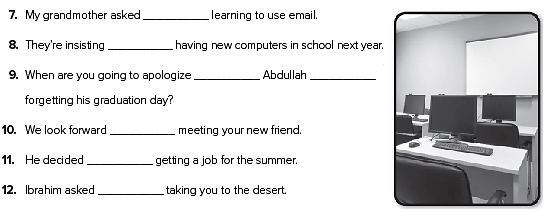 7. My grandmother asked __________ learning to use email.
8. They're insisting __________ having new computers in school next year.
9. When are you going to apologize __________ Abdullah __________
forgetting his graduation day?
10. We look forward __________ meeting your new friend.
11. He decided __________ getting a job for the summer.
12. Ibrahim asked __________ taking you to the desert.